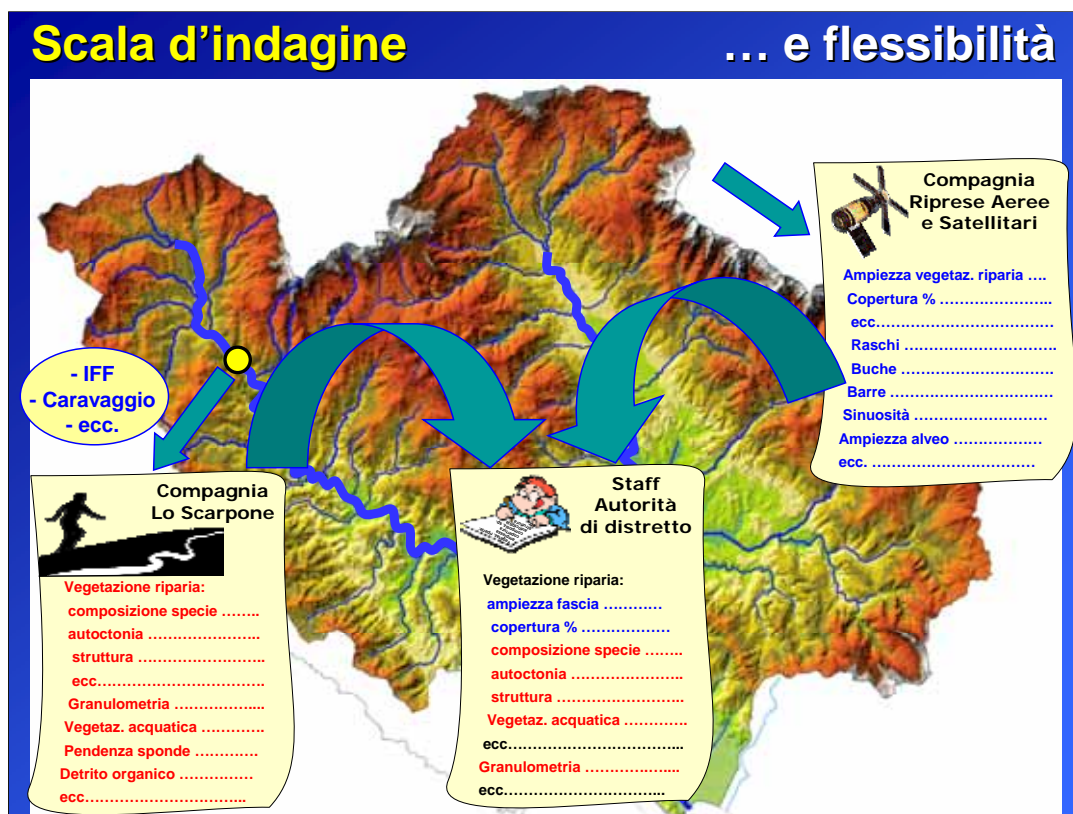 Scala d’indagine
… e flessibilità
Compagnia
Riprese Aeree
e Satellitari
Ampiezza vegetaz. riparia ….
Copertura % …………………..
ecc………………………………
Raschi ………………………….
Buche ………………………….
Barre ……………………………
Sinuosità ………………………
Ampiezza alveo ………………
ecc. ……………………………
- IFF
- Caravaggio
- ecc.
Compagnia
Lo Scarpone
Vegetazione riparia:
composizione specie ……..
autoctonia …………………..
struttura ……………………..
ecc…………………………….
Granulometria ……………....
Vegetaz. acquatica ………….
Pendenza sponde ………….
Detrito organico ……………
ecc…………………………...
Staff
Autorità
di distretto
Vegetazione riparia:
ampiezza fascia …………
copertura % ………………
composizione specie ……..
autoctonia …………………..
struttura ……………………..
Vegetaz. acquatica ………….
ecc……………………………...
Granulometria ………………....
ecc…………………………...